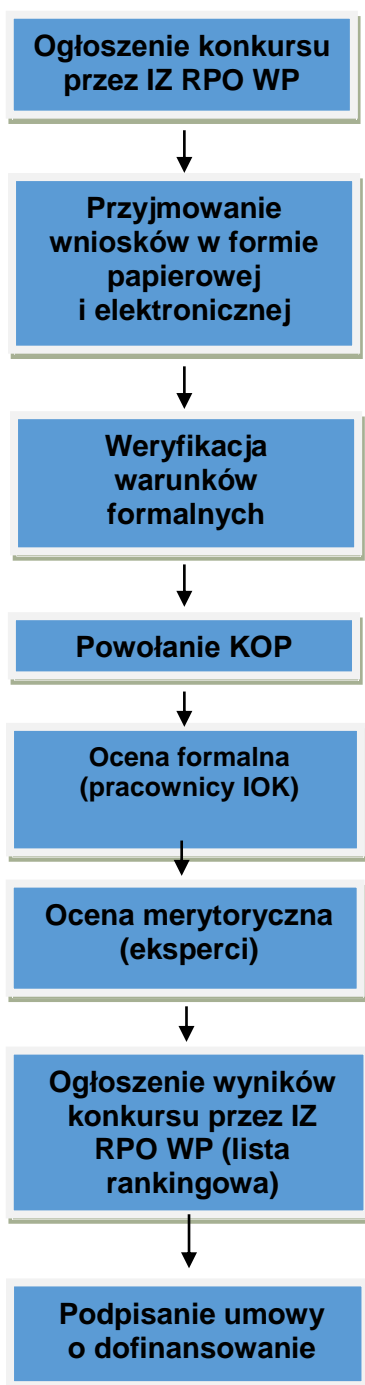 Ogłoszenie konkursu
przez IZ RPO WP
Przyjmowanie
wniosków w formie
papierowej
i elektronicznej
Weryfikacja
warunków
formalnych
Powołanie KOP
Ocena formalna
(pracownicy IOK)
Ocena merytoryczna
(eksperci)
Ogłoszenie wyników
konkursu przez IZ
RPO WP (lista
rankingowa)
Podpisanie umowy
o dofinansowanie